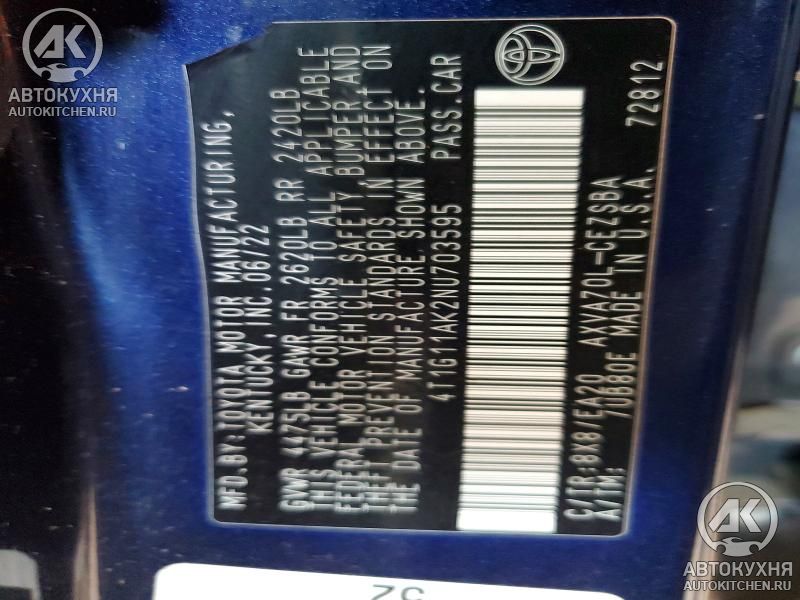 АВТОКУХНЯ
AUTOKITCHEN.RU
MFD.BY:TOYOTA MOTOR MANUFACTURING,
KENTUCKY, INC.06/22
GVWR 4475LB GAWR FR 2620LB RR 2420LB
THIS VEHICLE CONFORMS TO ALL APPLICABLE
FEDERAL MOTOR VEHICLE SAFETY, BUMPER, AND
THEFT PREVENTION STANDARDS IN EFFECT ON
THE DATE OF MANUFACTURE SHOWN ABOVE.
4T1G11AK2NU703595 PASS.CAR
C/TR:8X8/EA20 AXVA70L-CEZSBA
A/TM: 70B80E MADE IN U.S.A. 72812
АВТОКУХНЯ
AUTOKITCHEN.RU